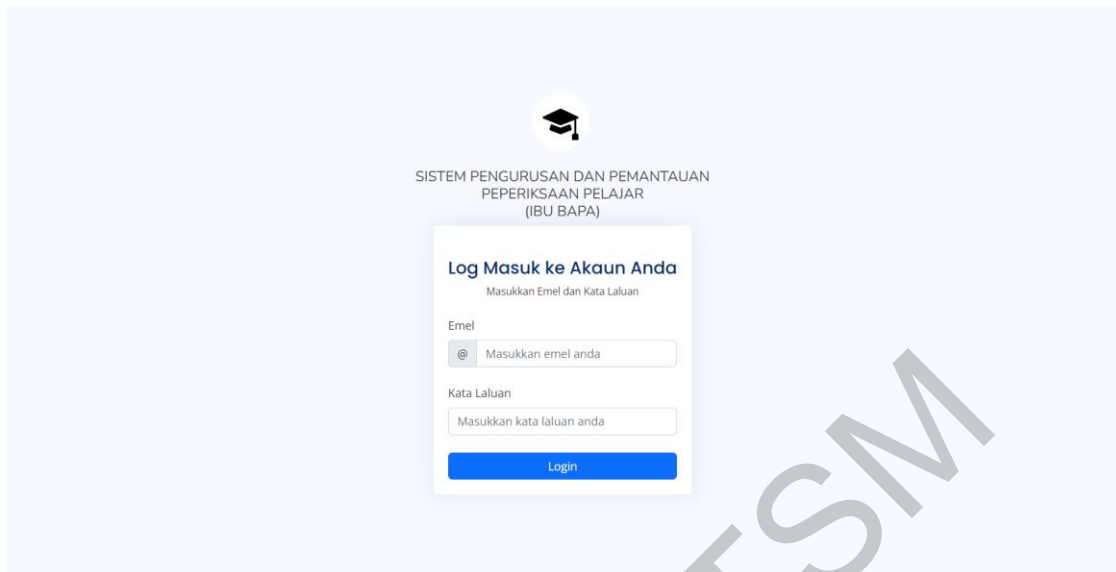 SISTEM PENGURUSAN DAN PEMANTAUAN
PEPERIKSAAN PELAJAR
(IBU BAPA)
Log Masuk ke Akaun Anda
Masukkan Emel dan Kata Laluan
Emel
@ Masukkan emel anda
Kata Laluan
Masukkan kata laluan anda
Login
TSM